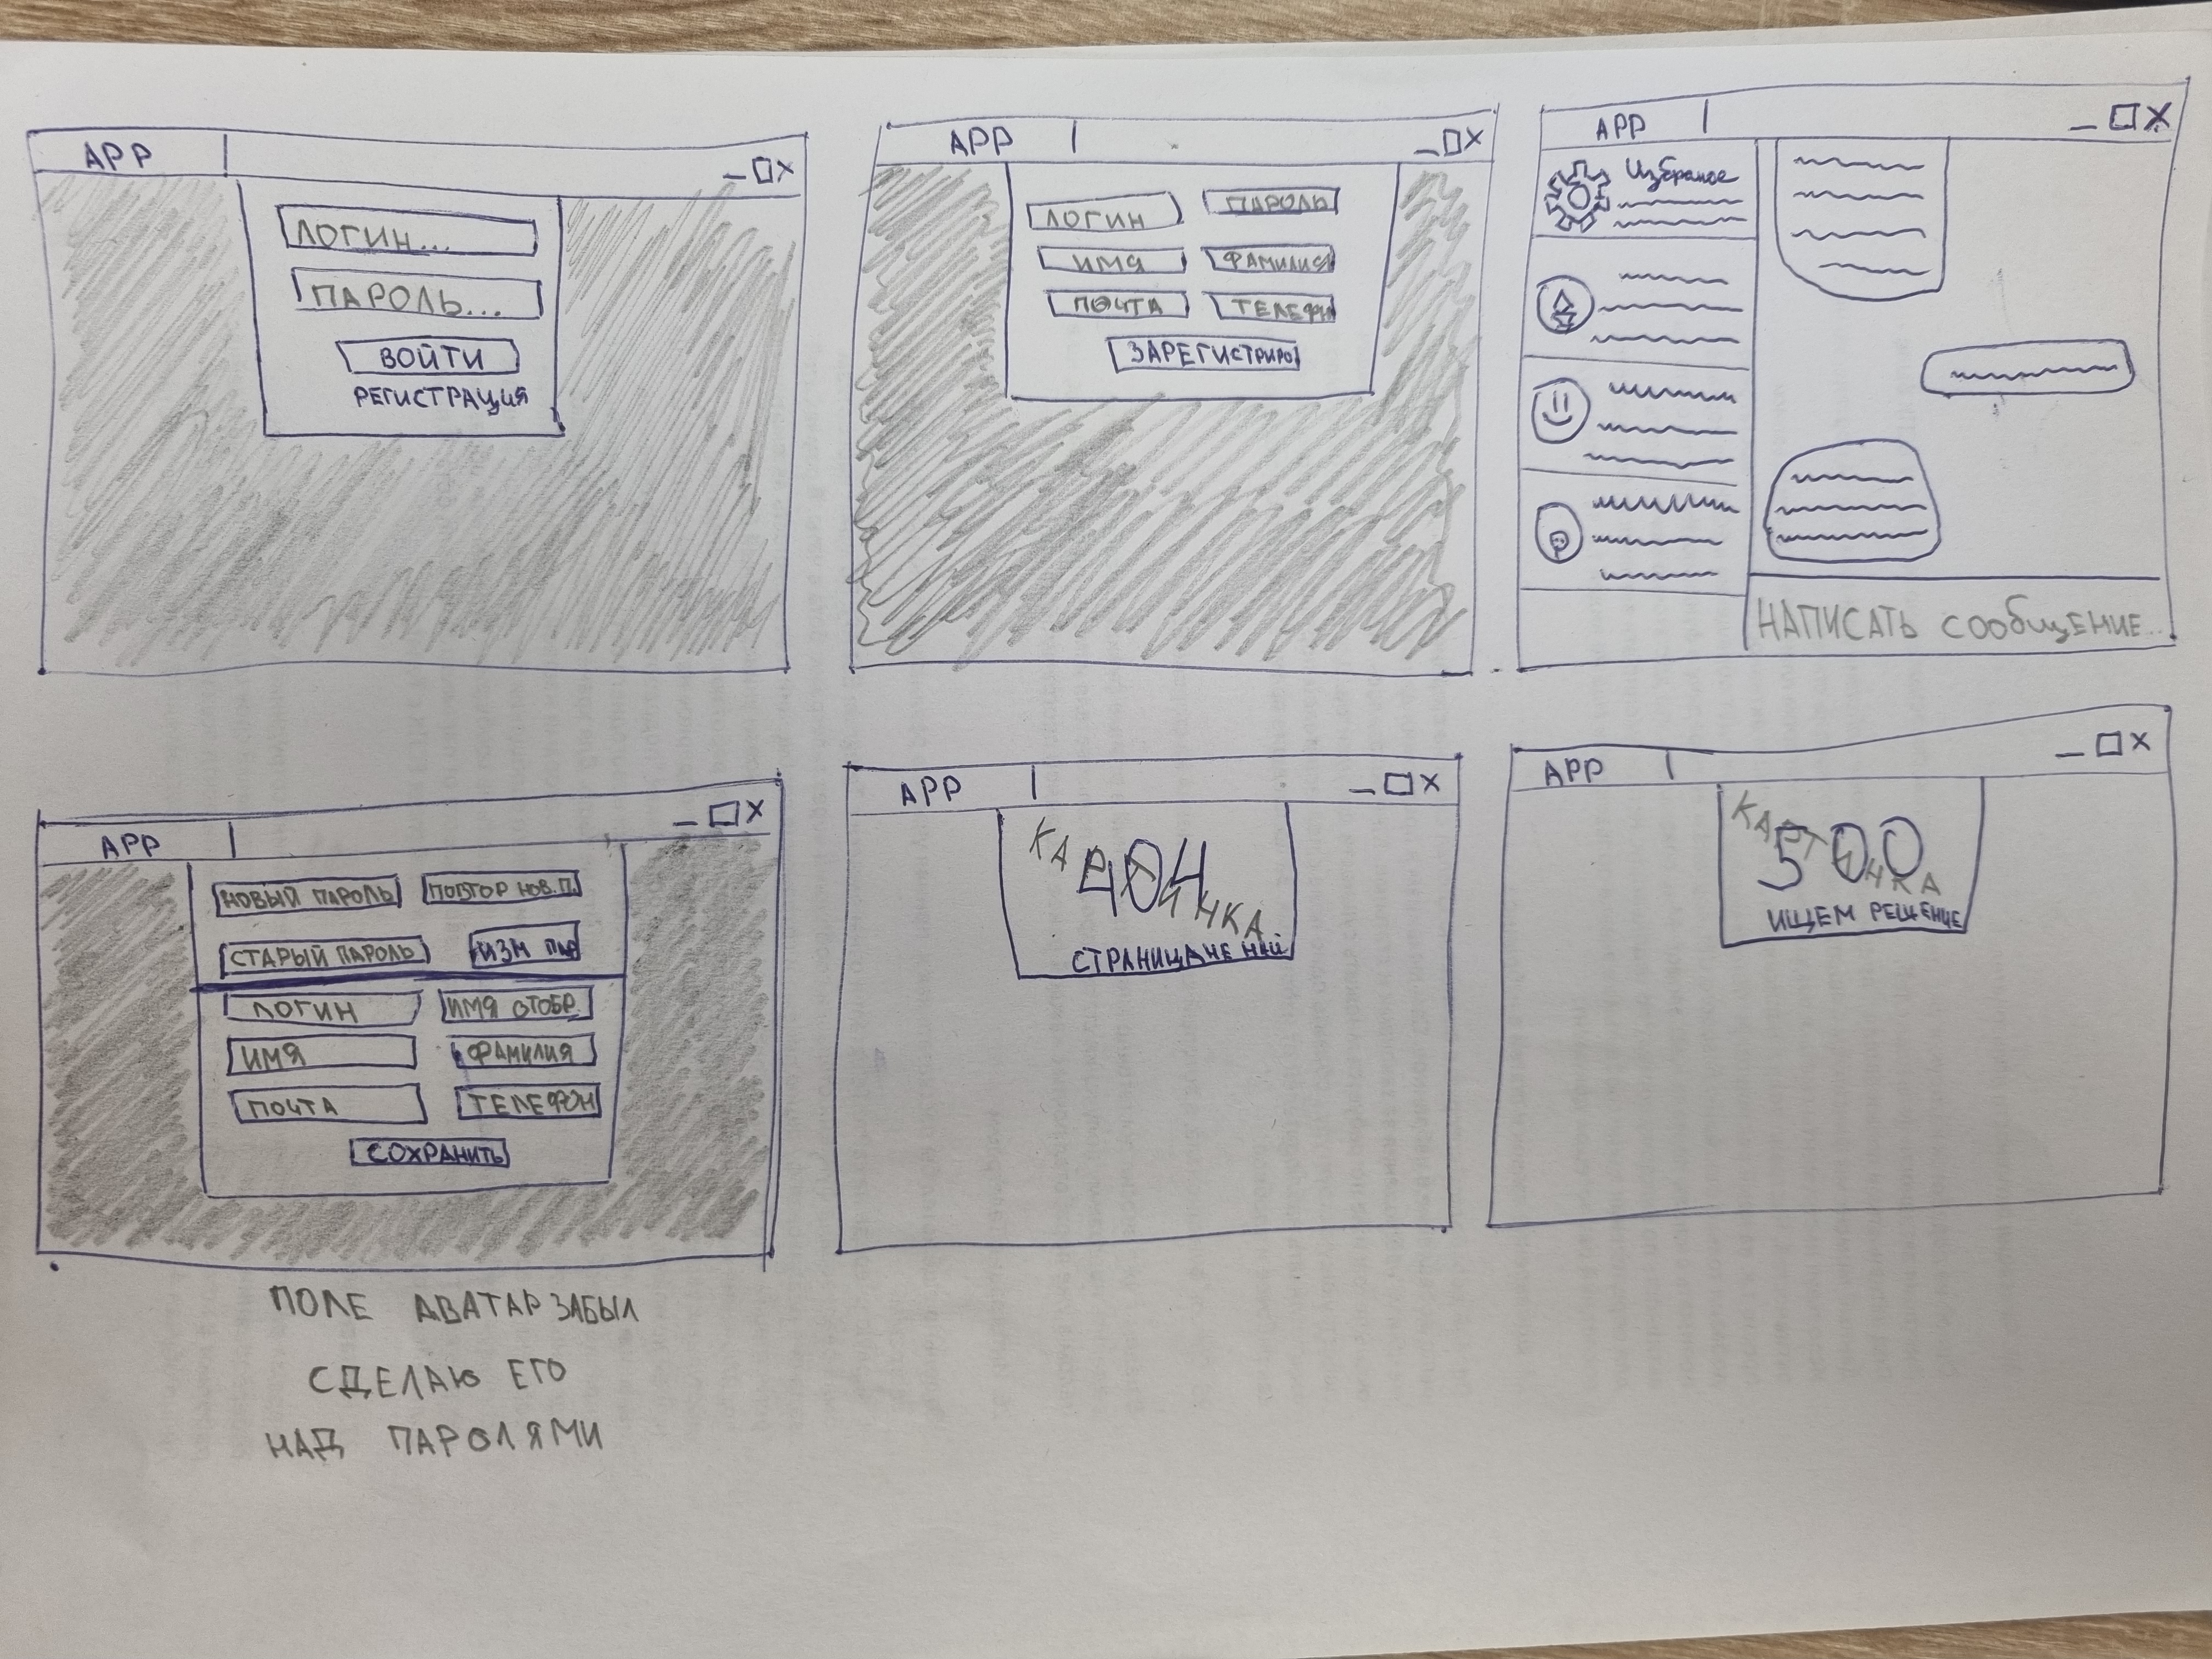 APP
ЛОГИН...
ПАРОЛЬ...
ВОЙТИ
РЕГИСТРАЦИЯ
APP
ЛОГИН ПАРОЛЬ
ИМЯ ФАМИЛИЯ
ПОЧТА ТЕЛЕФН
ЗАРЕГИСТРИРО
APP
Избраное
НАПИСАТЬ СООбЩЕНИЕ...
APP
НОВЫЙ ПАРОЛЬ ПОВТОР НОВ. П.
СТАРЫЙ ПАРОЛЬ ИЗМ ПАР
ЛОГИН ИМЯ ОТОБР.
ИМЯ ФАМИЛИЯ
ПОЧТА ТЕЛЕФОН
СОХРАНИТЬ
ПОЛЕ АВАТАР ЗАБЫЛ
СДЕЛАЮ ЕГО
НАД ПАРОЛЯМИ
APP
КАРТИНКА
404
СТРАНИЦА НЕ НАЙ
APP
КАРТИНКА
500
ИЩЕМ РЕШЕНИЕ